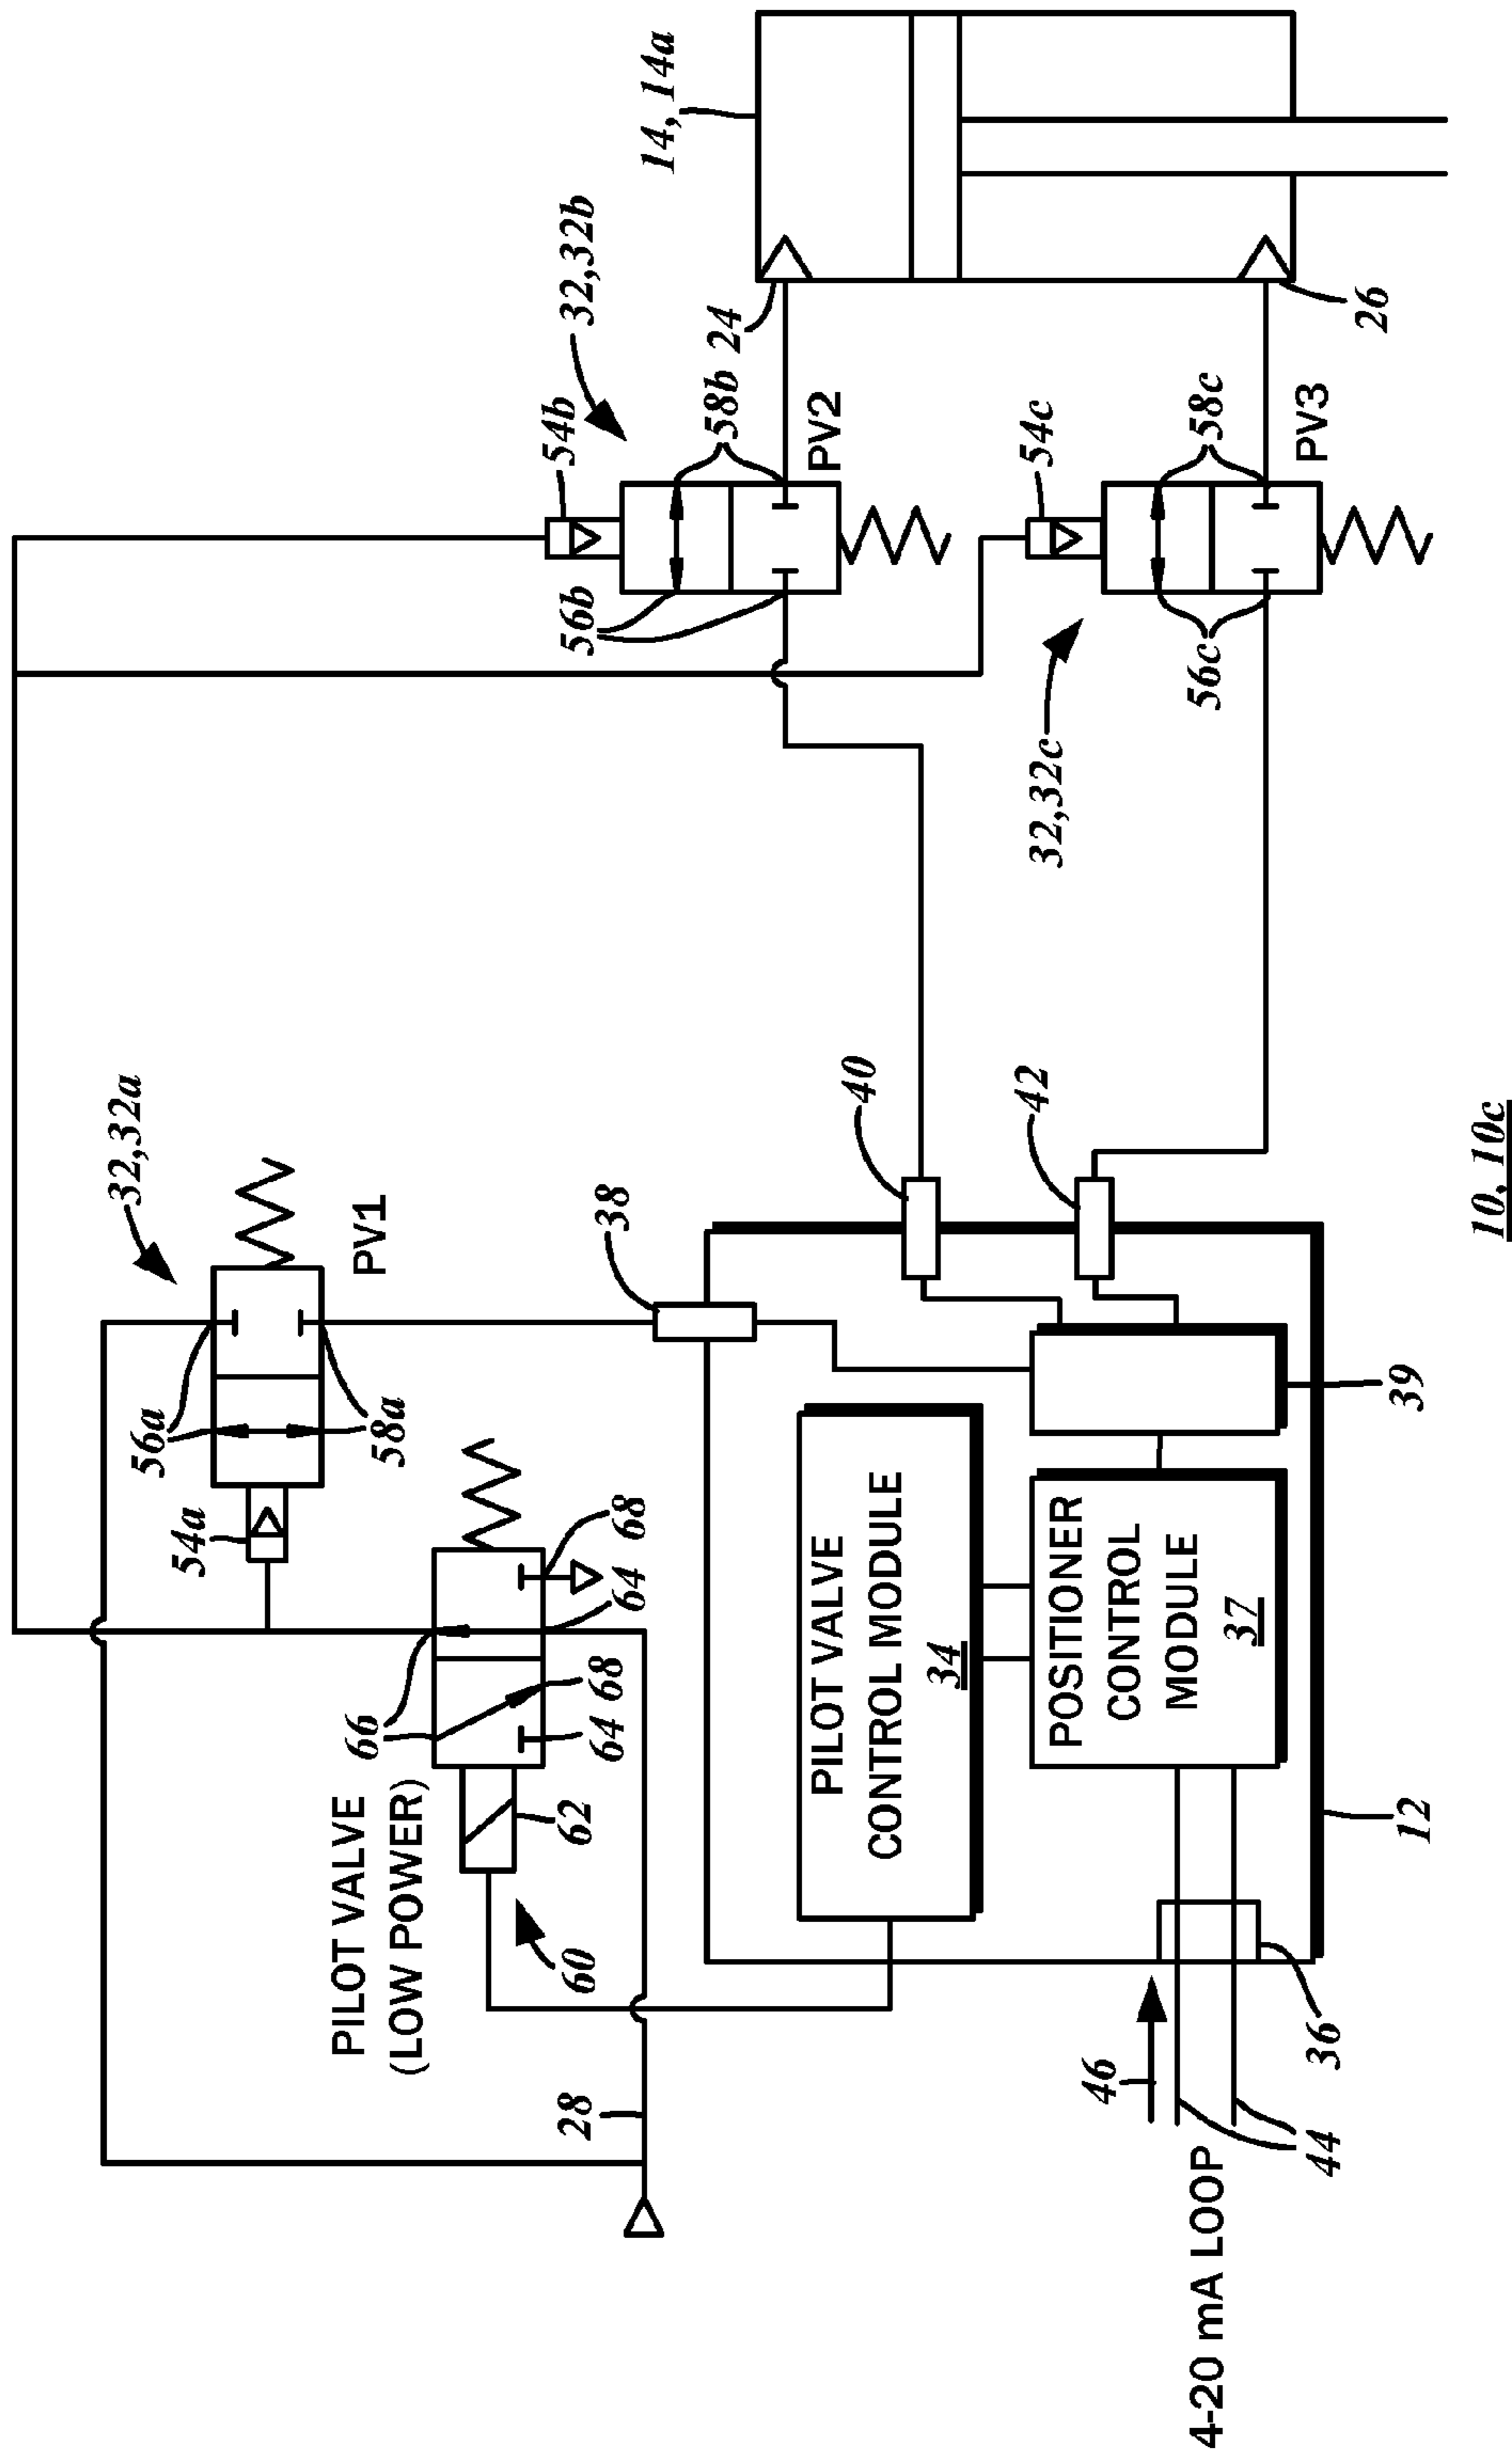 32,32a
56a
54a
58a
PV1
PILOT VALVE
(LOW POWER)
66
68
64
64
68
62
60
28
38
40
42
PILOT VALVE
CONTROL MODULE
34
POSITIONER
CONTROL
MODULE
37
39
12
36
46
44
4-20 mA LOOP
14, 14a
32,32b
54b
56b
58b
24
PV2
54c
56c
58c
32,32c
PV3
26
10, 10c